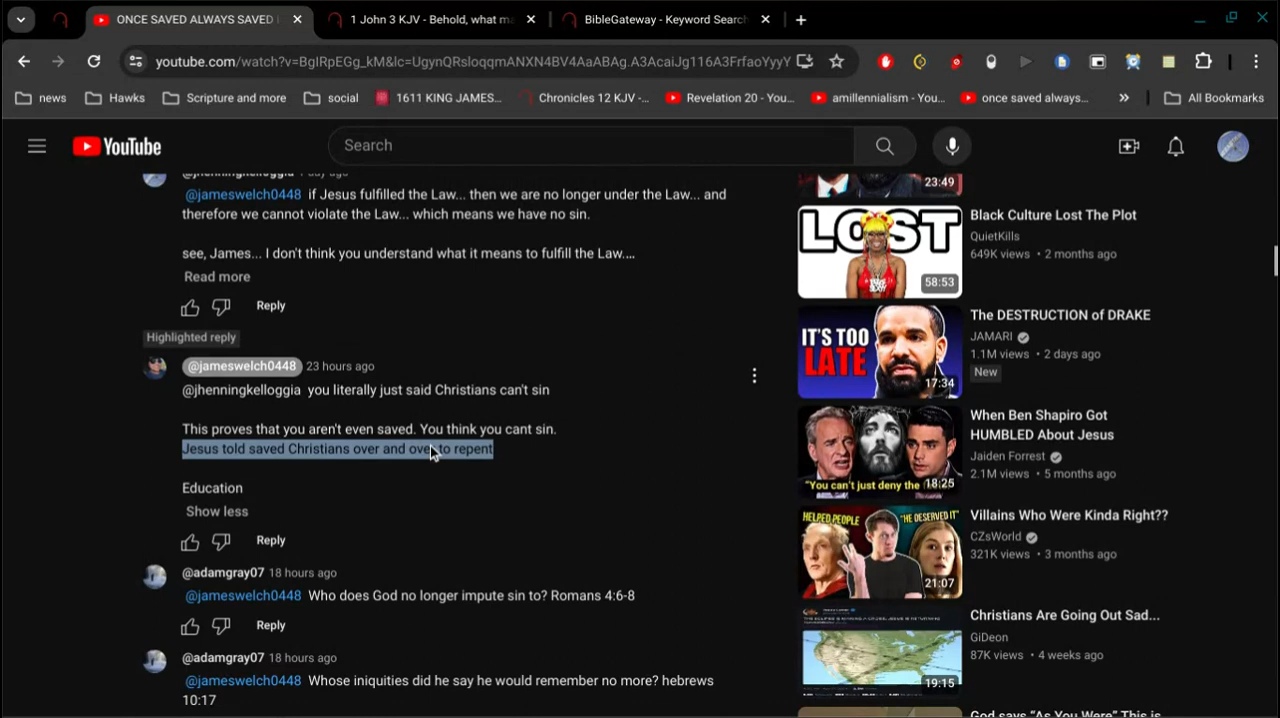 ONCE SAVED ALWAYS SAVED
1 John 3 KJV - Behold, what ma
BibleGateway - Keyword Search
youtube.com/watch?v=BgIRpEGg_kM&lc=UgynQRsloqqmANXN4BV4AaABAg.A3AcaiJg116A3FrfaoYyyY
news
Hawks
Scripture and more
social
1611 KING JAMES...
Chronicles 12 KJV -...
Revelation 20 - You...
amillennialism - You...
once saved always...
All Bookmarks
YouTube
Search
@jhenningkelloggia 1 day ago
@jameswelch0448 if Jesus fulfilled the Law... then we are no longer under the Law... and
therefore we cannot violate the Law... which means we have no sin.
see, James... I don't think you understand what it means to fulfill the Law....
Read more
Reply
Highlighted reply
@jameswelch0448 23 hours ago
@jhenningkelloggia you literally just said Christians can't sin
This proves that you aren't even saved. You think you cant sin.
Jesus told saved Christians over and over to repent
Education
Show less
Reply
@adamgray07 18 hours ago
@jameswelch0448 Who does God no longer impute sin to? Romans 4:6-8
Reply
@adamgray07 18 hours ago
@jameswelch0448 Whose iniquities did he say he would remember no more? hebrews
10:17
23:49
LOST
58:53
Black Culture Lost The Plot
QuietKills
649K views • 2 months ago
IT'S TOO
LATE
17:34
The DESTRUCTION of DRAKE
JAMARI
1.1M views • 2 days ago
New
"You can't just deny the
18:25
When Ben Shapiro Got
HUMBLED About Jesus
Jaiden Forrest
2.1M views • 5 months ago
HELPED PEOPLE
"HE DESERVED IT"
21:07
Villains Who Were Kinda Right??
CZsWorld
321K views • 3 months ago
19:15
Christians Are Going Out Sad...
GiDeon
87K views • 4 weeks ago
God says "As You Were" This is